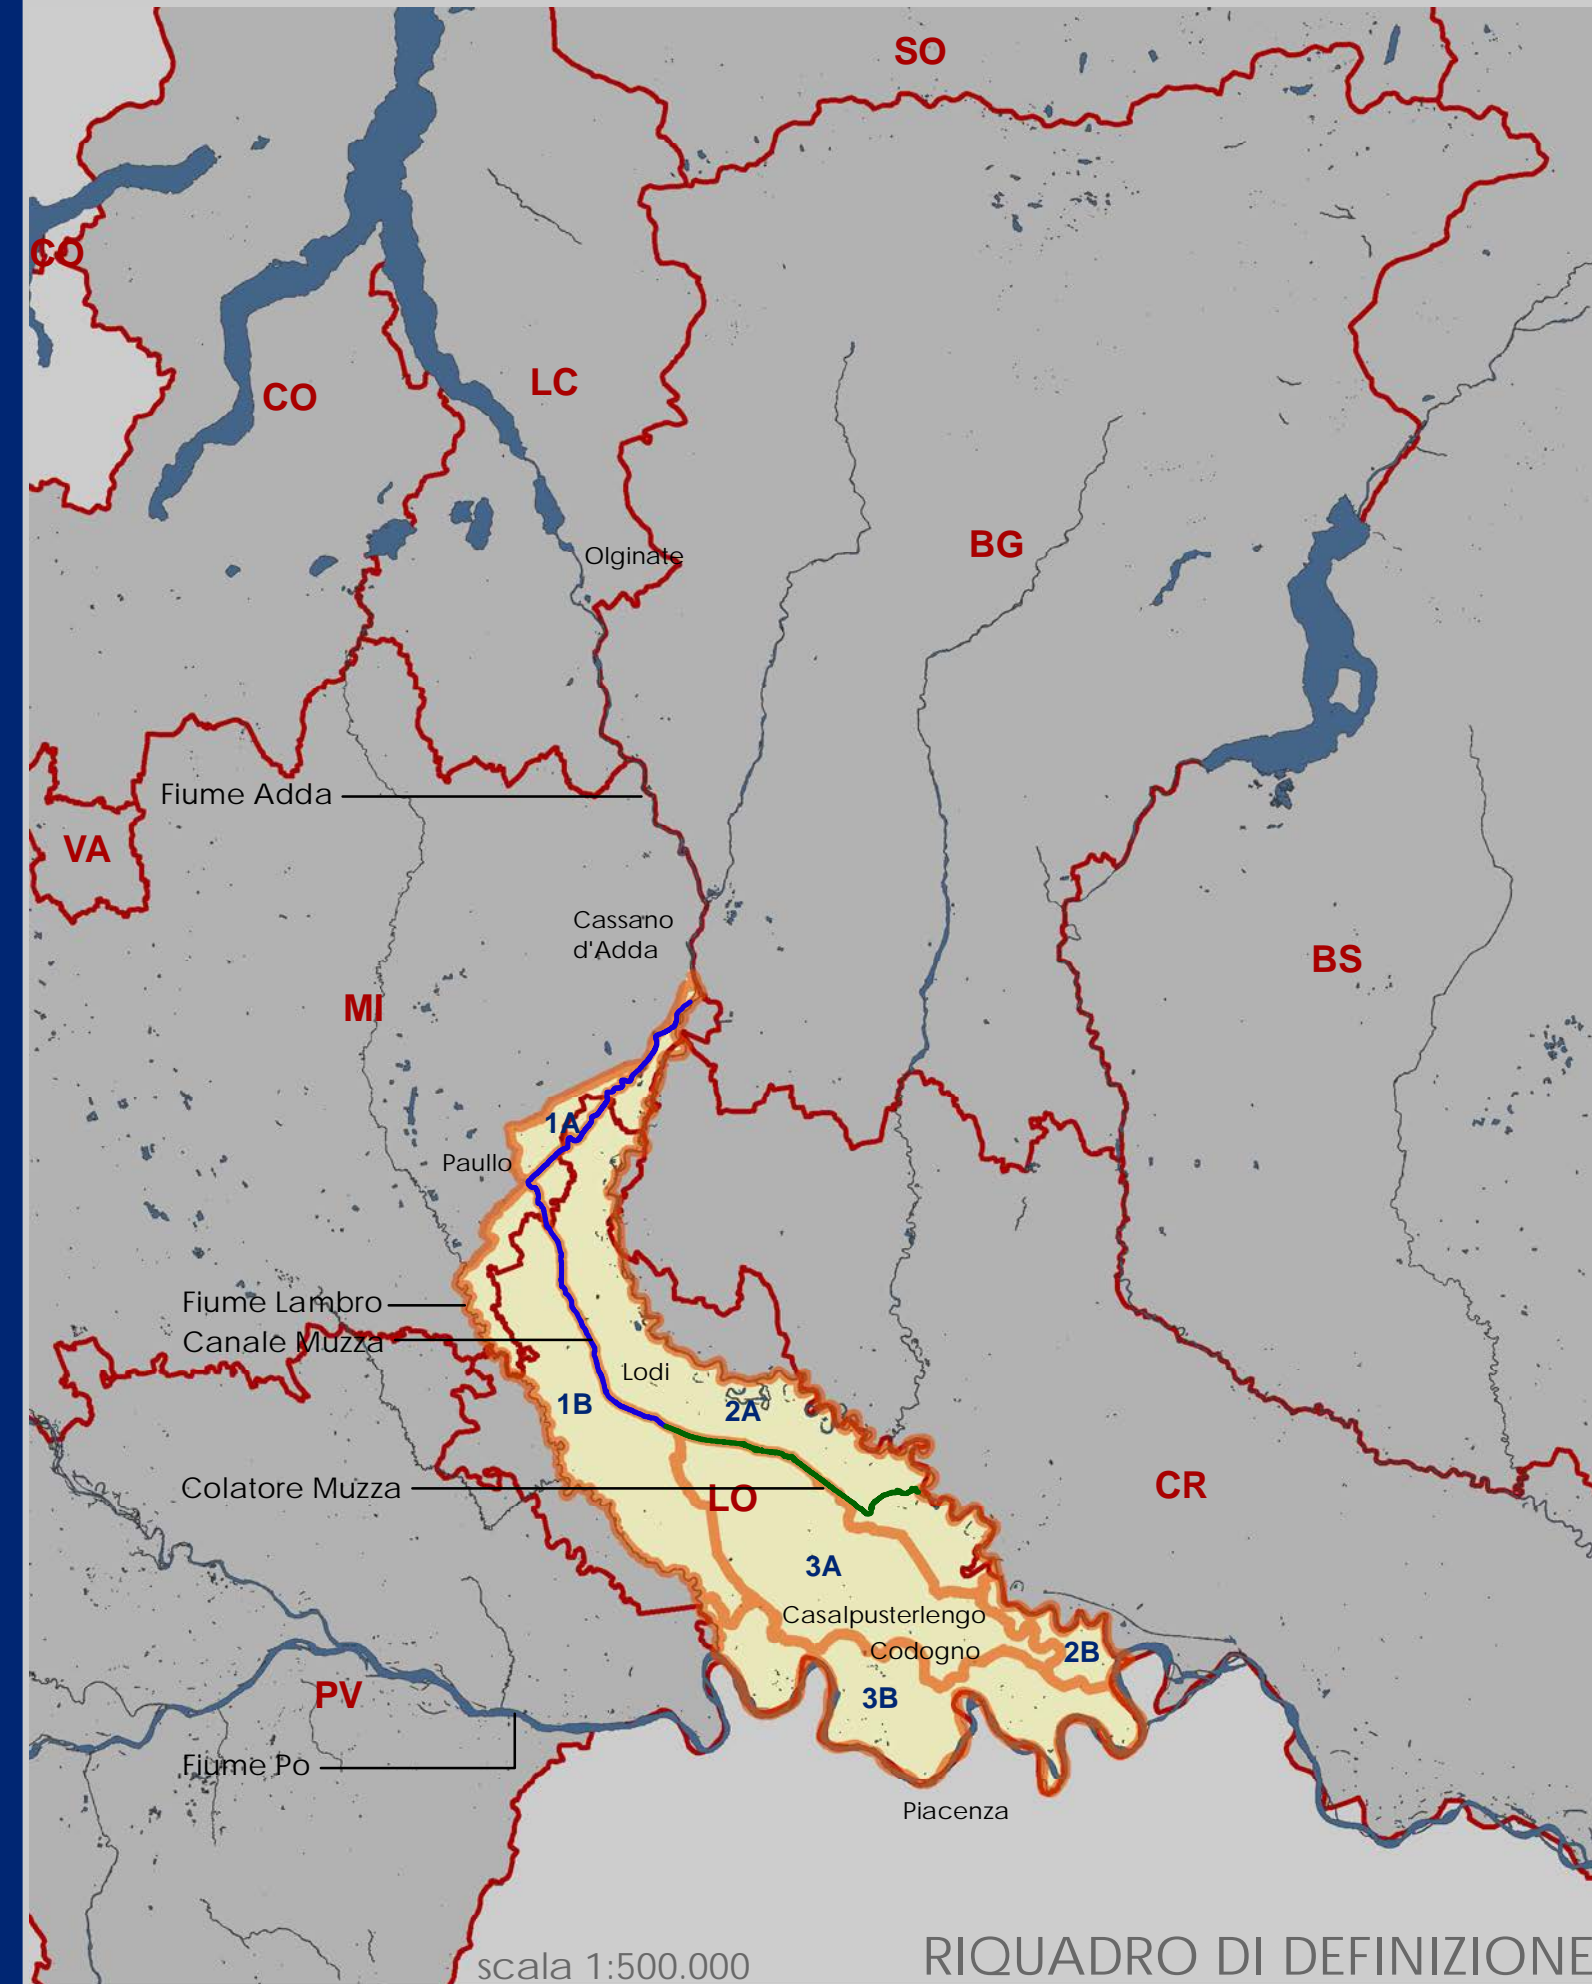 SO
CO
CO
LC
BG
Olginate
Fiume Adda
VA
Cassano
d'Adda
BS
MI
1A
Paullo
Fiume Lambro
Canale Muzza
Lodi
1B
2A
Colatore Muzza
LO
CR
3A
Casalpusterlengo
Codogno
2B
PV
3B
Fiume Po
Piacenza
scala 1:500.000
RIQUADRO DI DEFINIZIONE